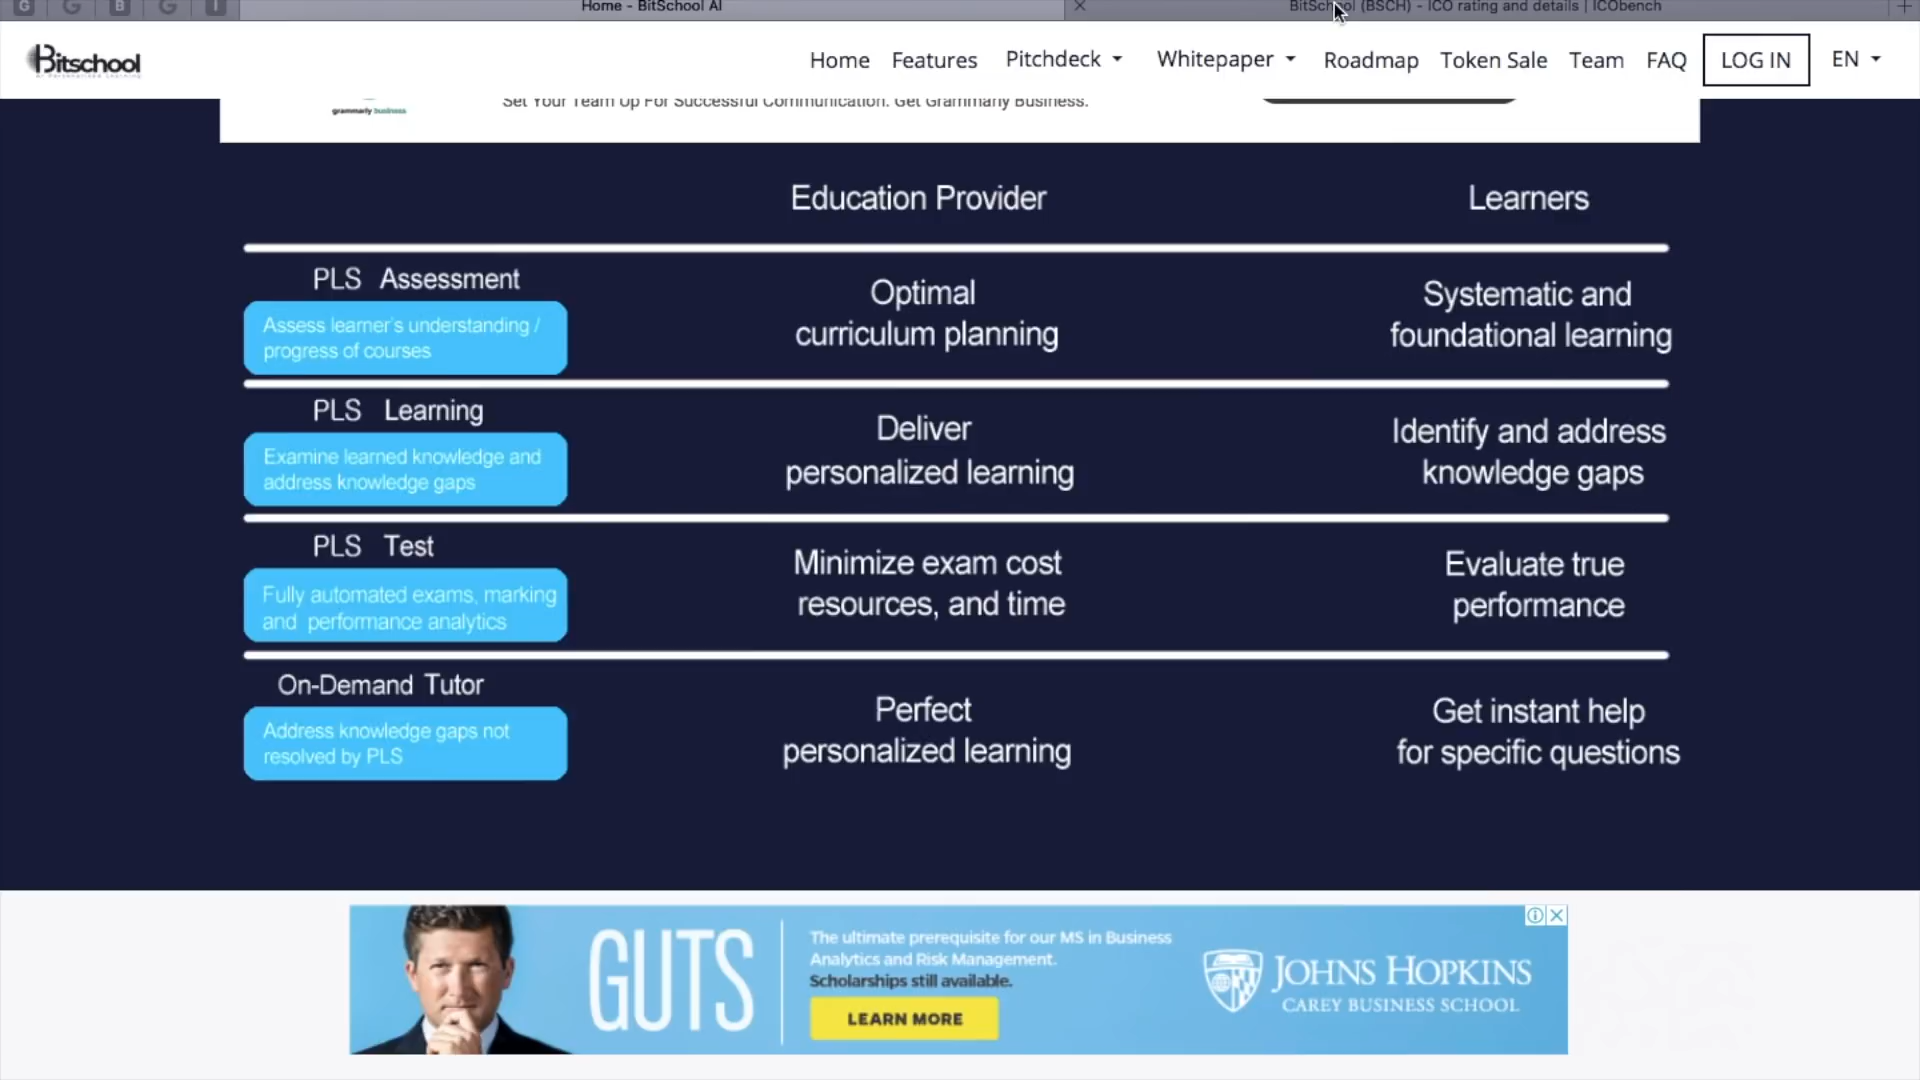 G G B G I
Home - BitSchool AI
BitSchool (BSCH) - ICO rating and details | ICObench
Bitschool
Home Features Pitchdeck Whitepaper Roadmap Token Sale Team FAQ LOG IN EN
grammarly business
Set Your Team Up For Successful Communication. Get Grammarly Business.
Education Provider Learners
PLS Assessment
Assess learner's understanding /
progress of courses
Optimal
curriculum planning
Systematic and
foundational learning
PLS Learning
Examine learned knowledge and
address knowledge gaps
Deliver
personalized learning
Identify and address
knowledge gaps
PLS Test
Fully automated exams, marking
and performance analytics
Minimize exam cost
resources, and time
Evaluate true
performance
On-Demand Tutor
Address knowledge gaps not
resolved by PLS
Perfect
personalized learning
Get instant help
for specific questions
GUTS
The ultimate prerequisite for our MS in Business
Analytics and Risk Management.
Scholarships still available.
LEARN MORE
JOHNS HOPKINS
CAREY BUSINESS SCHOOL